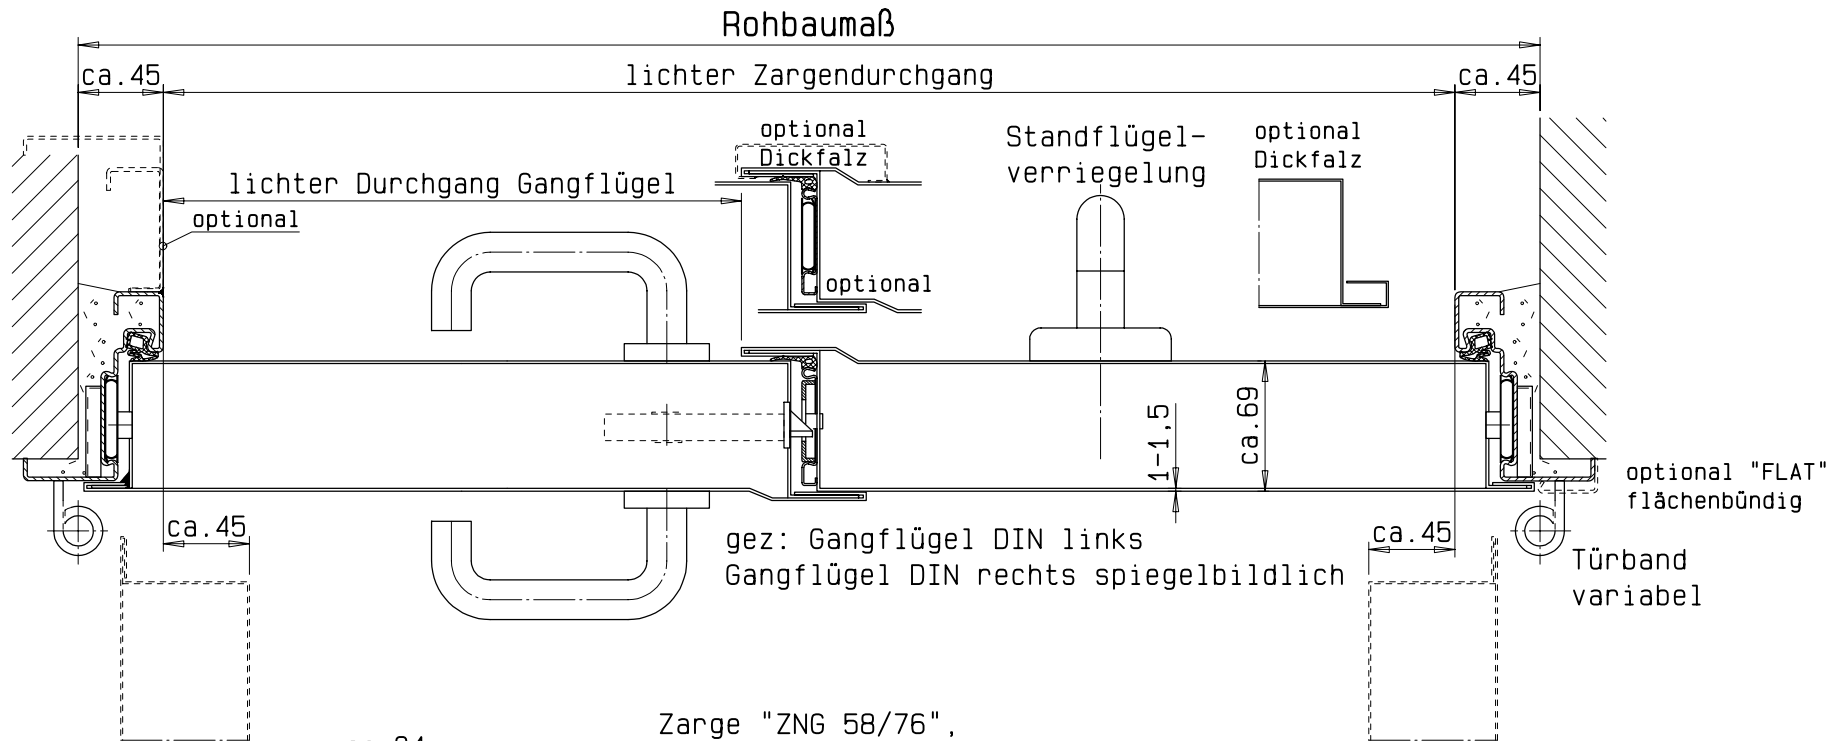 Rohbaumaß
ca.45
lichter Zargendurchgang
ca.45
optional
Dickfalz
Standflügel-
verriegelung
optional
Dickfalz
lichter Durchgang Gangflügel
optional
optional
1-1,5
ca.69
optional "FLAT"
flächenbündig
ca.45
gez: Gangflügel DIN links
Gangflügel DIN rechts spiegelbildlich
ca.45
Türband
variabel
Zarge "ZNG 58/76",